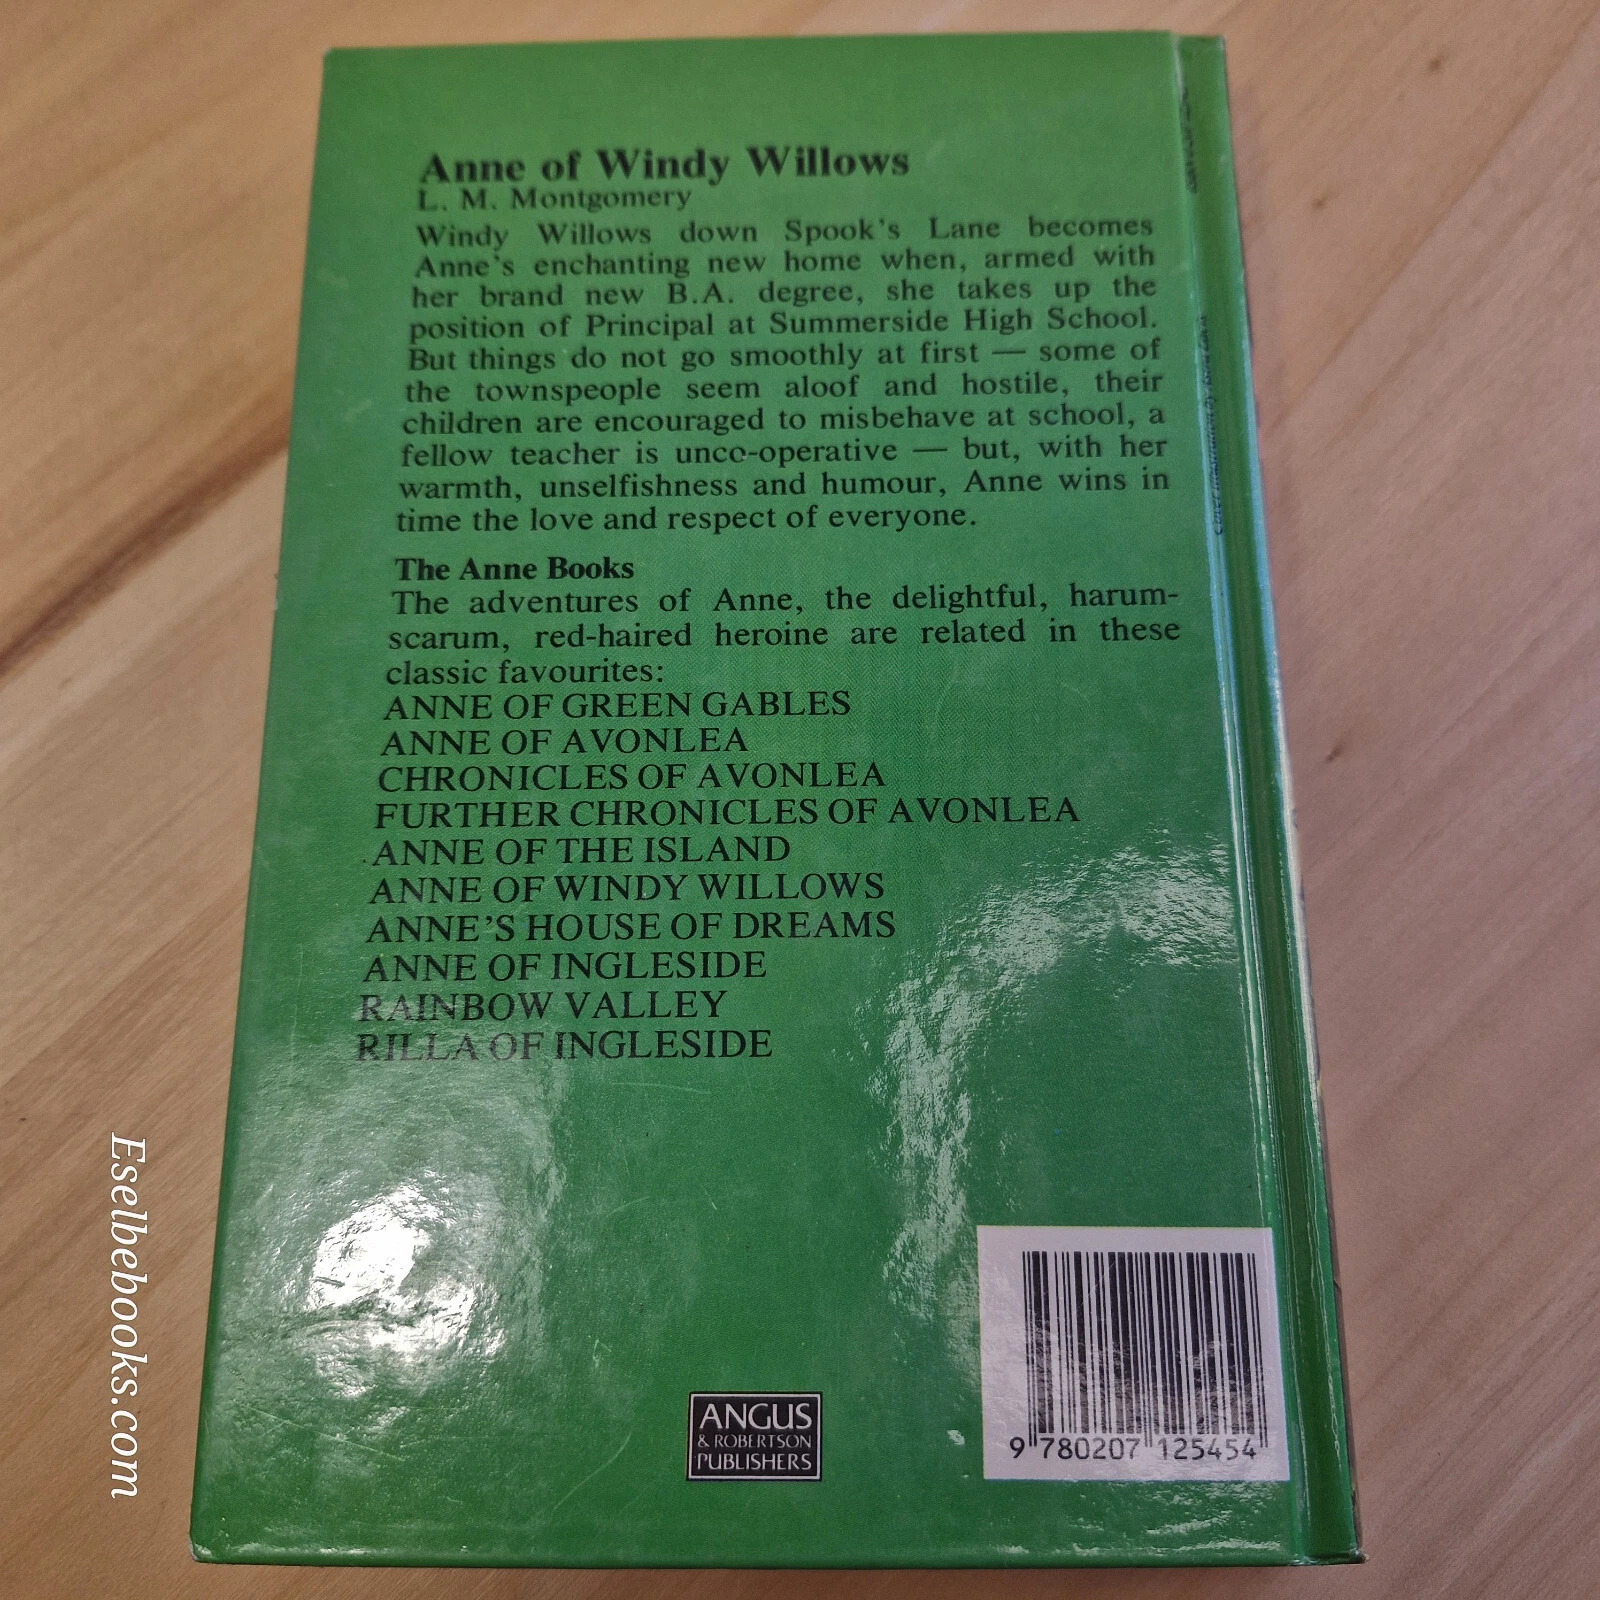 Anne of Windy Willows
L. M. Montgomery
Windy Willows down Spook's Lane becomes
Anne's enchanting new home when, armed with
her brand new B.A. degree, she takes up the
position of Principal at Summerside High School.
But things do not go smoothly at first — some of
the townspeople seem aloof and hostile, their
children are encouraged to misbehave at school, a
fellow teacher is unco-operative — but, with her
warmth, unselfishness and humour, Anne wins in
time the love and respect of everyone.
The Anne Books
The adventures of Anne, the delightful, harum-
scarum, red-haired heroine are related in these
classic favourites:
ANNE OF GREEN GABLES
ANNE OF AVONLEA
CHRONICLES OF AVONLEA
FURTHER CHRONICLES OF AVONLEA
ANNE OF THE ISLAND
ANNE OF WINDY WILLOWS
ANNE'S HOUSE OF DREAMS
ANNE OF INGLESIDE
RAINBOW VALLEY
RILLA OF INGLESIDE
ANGUS
& ROBERTSON
PUBLISHERS
9 780207 125454
Eselbebooks.com